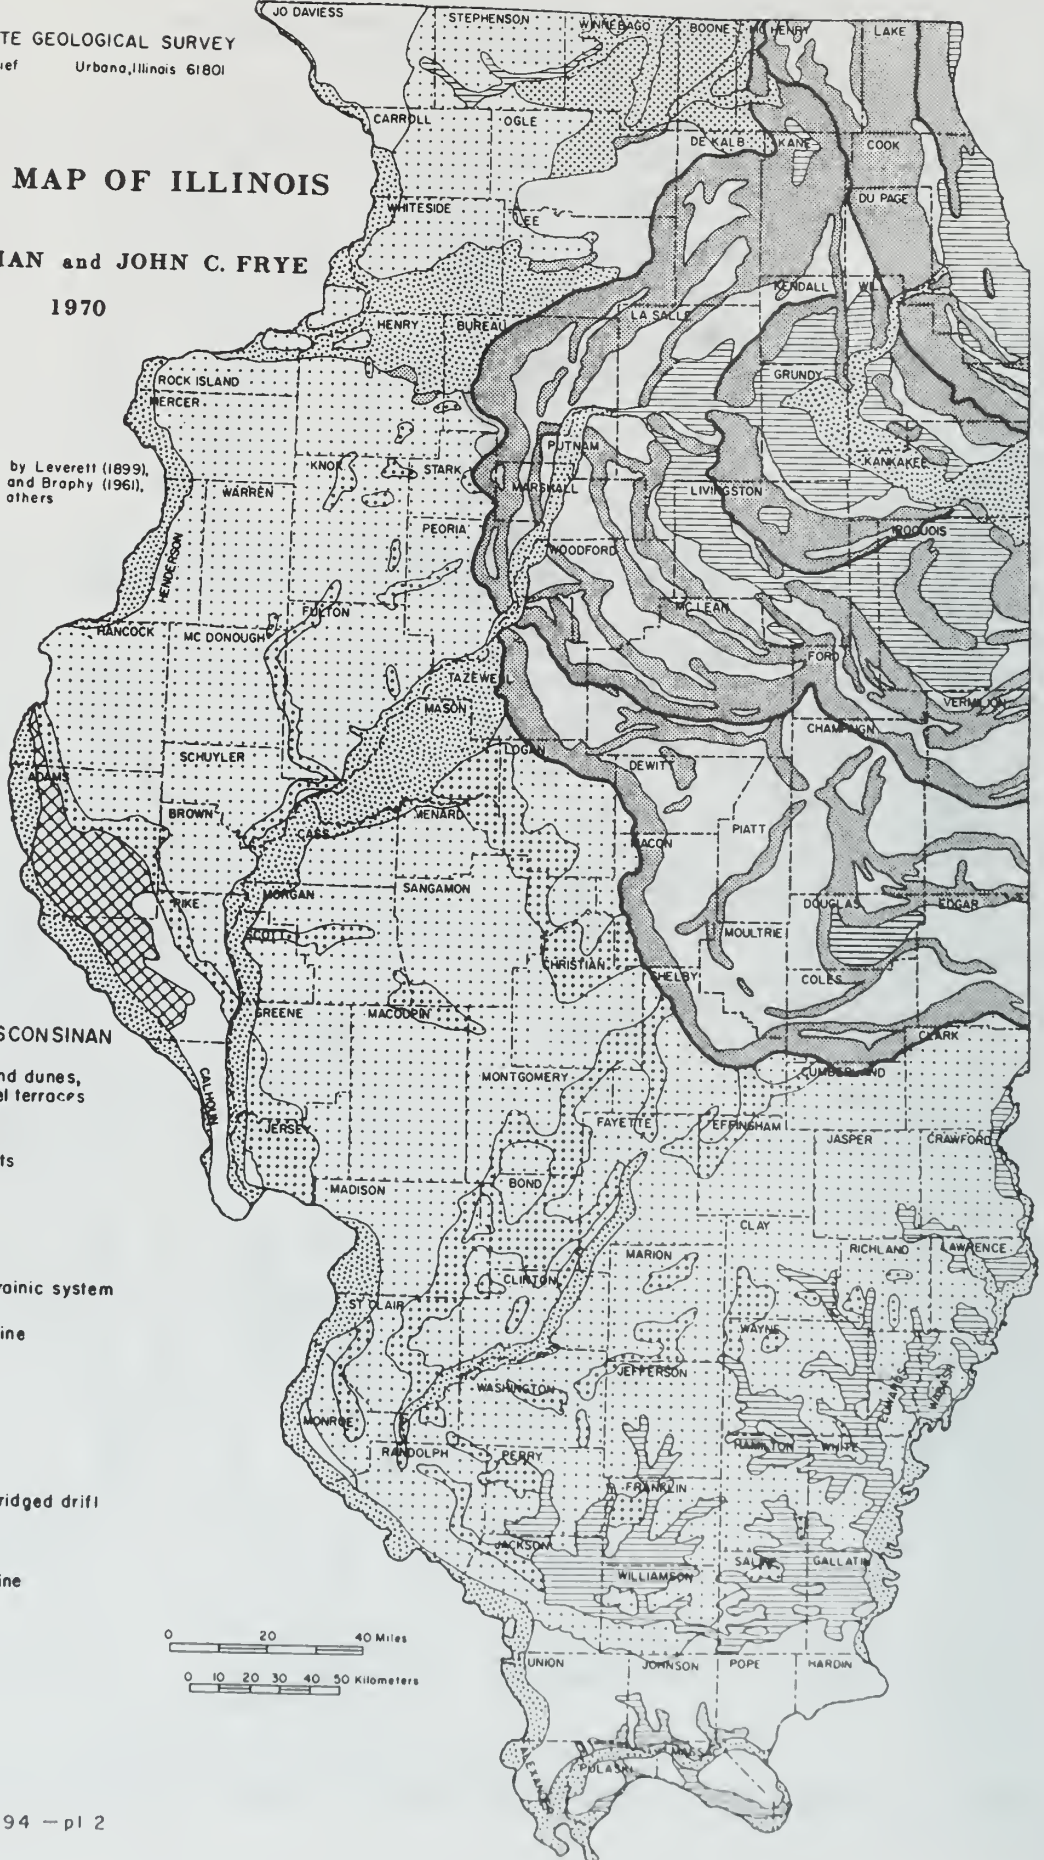 JO DAVIESS
STEPHENSON
WINNEBAGO
BOONE
MC HENRY
LAKE
TE GEOLOGICAL SURVEY
ief Urbana, Illinois 61801
CARROLL
OGLE
DE KALB
KANE
COOK
MAP OF ILLINOIS
DU PAGE
WHITESIDE
LEE
IAN and JOHN C. FRYE
1970
KENDALL
WILL
LA SALLE
HENRY
BUREAU
GRUNDY
ROCK ISLAND
MERCER
PUTNAM
KANKAKEE
by Leverett (1899),
and Brophy (1961),
others
KNOX
STARK
MARSHALL
LIVINGSTON
WARREN
PEORIA
IROQUOIS
HENDERSON
WOODFORD
FULTON
MC LEAN
HANCOCK
MC DONOUGH
FORD
TAZEWELL
MASON
VERMILION
CHAMPAIGN
LOGAN
SCHUYLER
DEWITT
ADAMS
BROWN
CASS
MENARD
PIATT
MACON
MORGAN
SANGAMON
PIKE
DOUGLAS
EDGAR
SCOTT
MOULTRIE
CHRISTIAN
SHELBY
COLES
GREENE
MACOUPIN
SCONSINAN
CLARK
CUMBERLAND
nd dunes,
el terraces
CALHOUN
MONTGOMERY
FAYETTE
EFFINGHAM
JERSEY
JASPER
CRAWFORD
ts
BOND
MADISON
CLAY
MARION
RICHLAND
LAWRENCE
CLINTON
rainic system
ST CLAIR
ine
WAYNE
JEFFERSON
WASHINGTON
EDWARDS
WABASH
MONROE
RANDOLPH
PERRY
HAMILTON
WHITE
FRANKLIN
ridged drift
JACKSON
SALINE
GALLATIN
WILLIAMSON
ine
0 20 40 Miles
UNION
JOHNSON
POPE
HARDIN
0 10 20 30 40 50 Kilometers
MASSAC
PULASKI
ALEXANDER
94 — pl 2